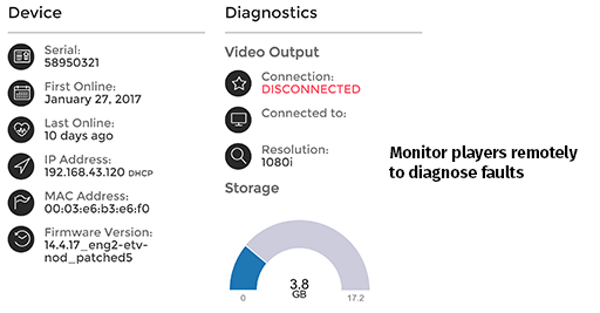 Device
Serial:
58950321
First Online:
January 27, 2017
Last Online:
10 days ago
IP Address:
192.168.43.120 DHCP
MAC Address:
00:03:e6:b3:e6:f0
Firmware Version:
14.4.17_eng2-etv-
nod_patched5
Diagnostics
Video Output
Connection:
DISCONNECTED
Connected to:
Resolution:
1080i
Storage
3.8
GB
0
17.2
Monitor players remotely
to diagnose faults